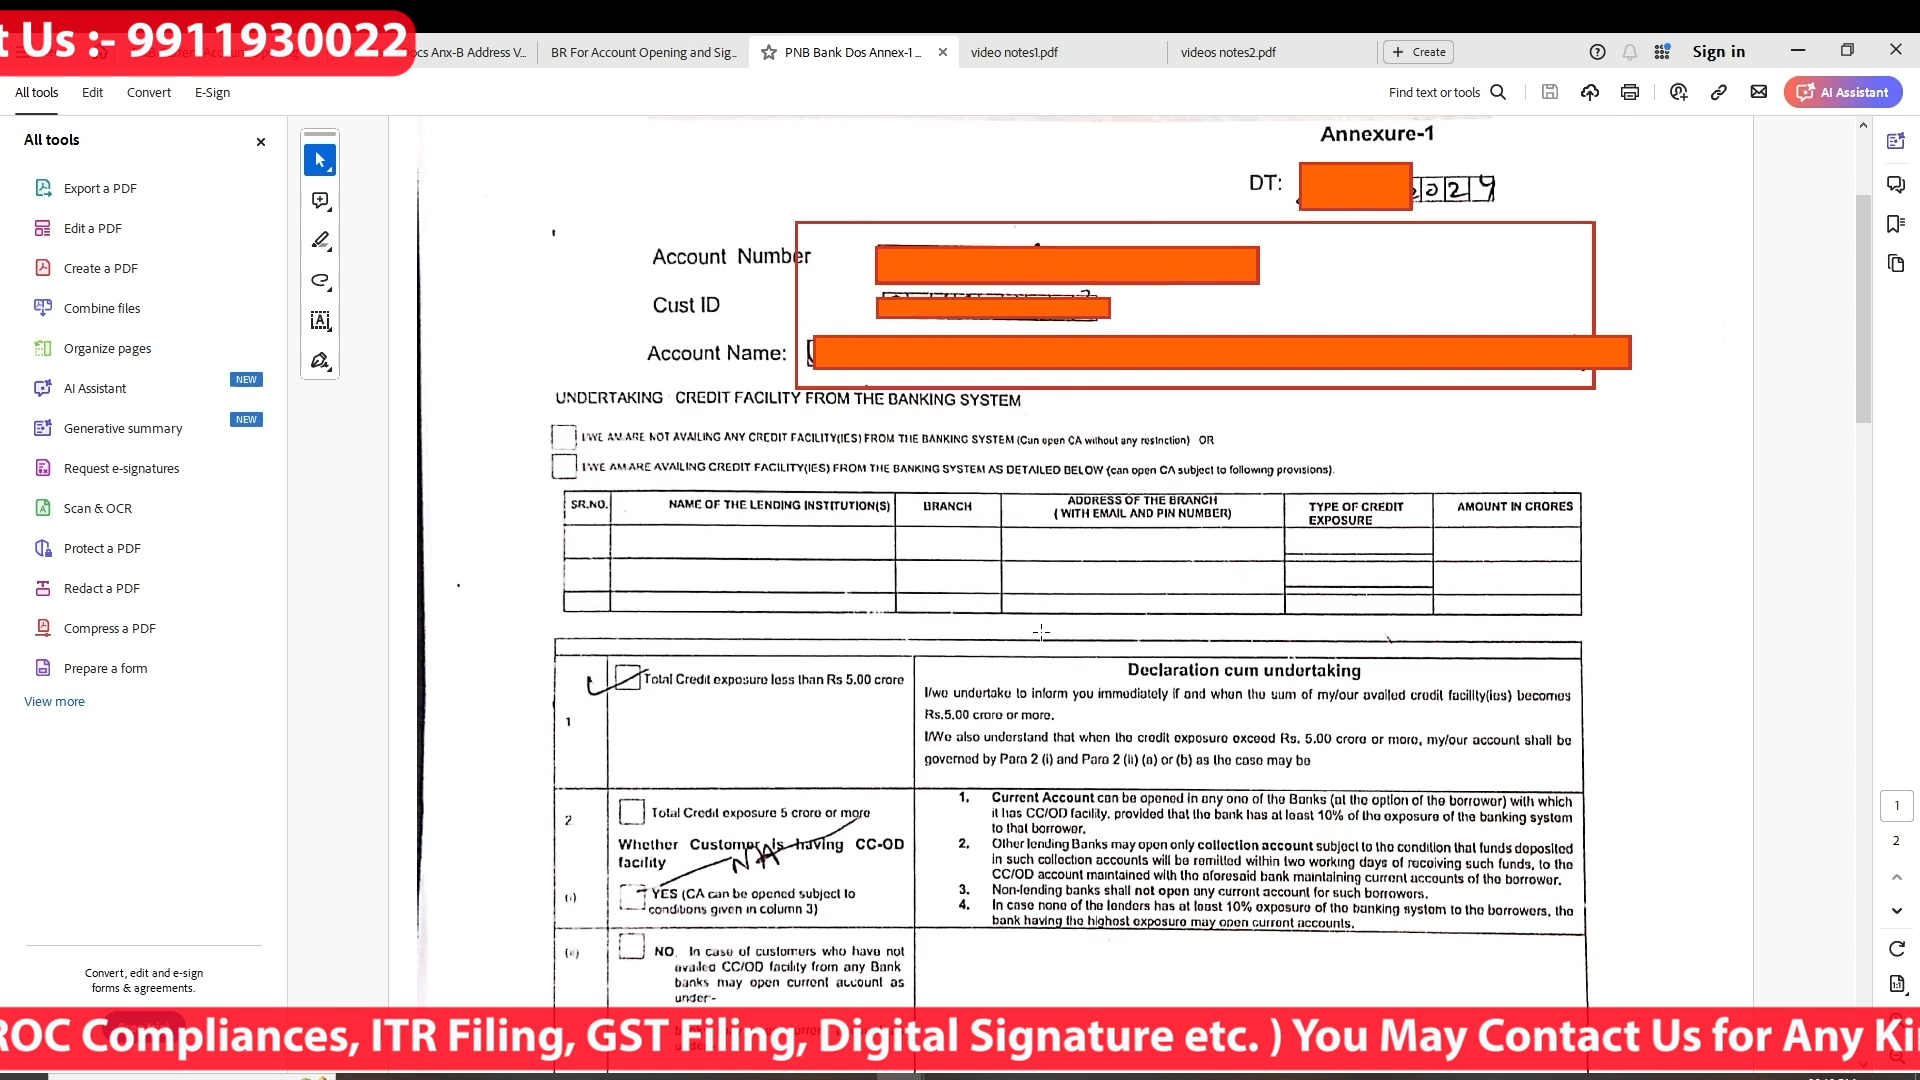 t Us :- 9911930022
ocs Anx-B Address V...
BR For Account Opening and Sig...
PNB Bank Dos Annex-1 ...
video notes1.pdf
videos notes2.pdf
Create
Sign in
All tools
Edit
Convert
E-Sign
Find text or tools
AI Assistant
All tools
Export a PDF
Edit a PDF
Create a PDF
Combine files
Organize pages
AI Assistant
NEW
Generative summary
NEW
Request e-signatures
Scan & OCR
Protect a PDF
Redact a PDF
Compress a PDF
Prepare a form
View more
Convert, edit and e-sign
forms & agreements.
Annexure-1
DT: 2024
Account Number
Cust ID
Account Name:
UNDERTAKING CREDIT FACILITY FROM THE BANKING SYSTEM
I/WE AM/ARE NOT AVAILING ANY CREDIT FACILITY(IES) FROM THE BANKING SYSTEM (Can open CA without any restriction) OR
I/WE AM/ARE AVAILING CREDIT FACILITY(IES) FROM THE BANKING SYSTEM AS DETAILED BELOW (can open CA subject to following provisions).
SR.NO.
NAME OF THE LENDING INSTITUTION(S)
BRANCH
ADDRESS OF THE BRANCH
( WITH EMAIL AND PIN NUMBER)
TYPE OF CREDIT
EXPOSURE
AMOUNT IN CRORES
1
Total Credit exposure less than Rs 5.00 crore
Declaration cum undertaking
I/we undertake to inform you immediately if and when the sum of my/our availed credit facility(ies) becomes
Rs.5.00 crore or more.
I/We also understand that when the credit exposure exceed Rs. 5.00 crore or more, my/our account shall be
governed by Para 2 (i) and Para 2 (ii) (a) or (b) as the case may be
2
Total Credit exposure 5 crore or more
Whether Customer is having CC-OD
facility
NA
(i)
YES (CA can be opened subject to
conditions given in column 3)
1. Current Account can be opened in any one of the Banks (at the option of the borrower) with which
it has CC/OD facility, provided that the bank has at least 10% of the exposure of the banking system
to that borrower.
2. Other lending Banks may open only collection account subject to the condition that funds deposited
in such collection accounts will be remitted within two working days of receiving such funds, to the
CC/OD account maintained with the aforesaid bank maintaining current accounts of the borrower.
3. Non-lending banks shall not open any current account for such borrowers.
4. In case none of the lenders has at least 10% exposure of the banking system to the borrowers, the
bank having the highest exposure may open current accounts.
(ii)
NO. In case of customers who have not
availed CC/OD facility from any Bank
banks may open current account as
under:-
1
2
ROC Compliances, ITR Filing, GST Filing, Digital Signature etc. ) You May Contact Us for Any Ki